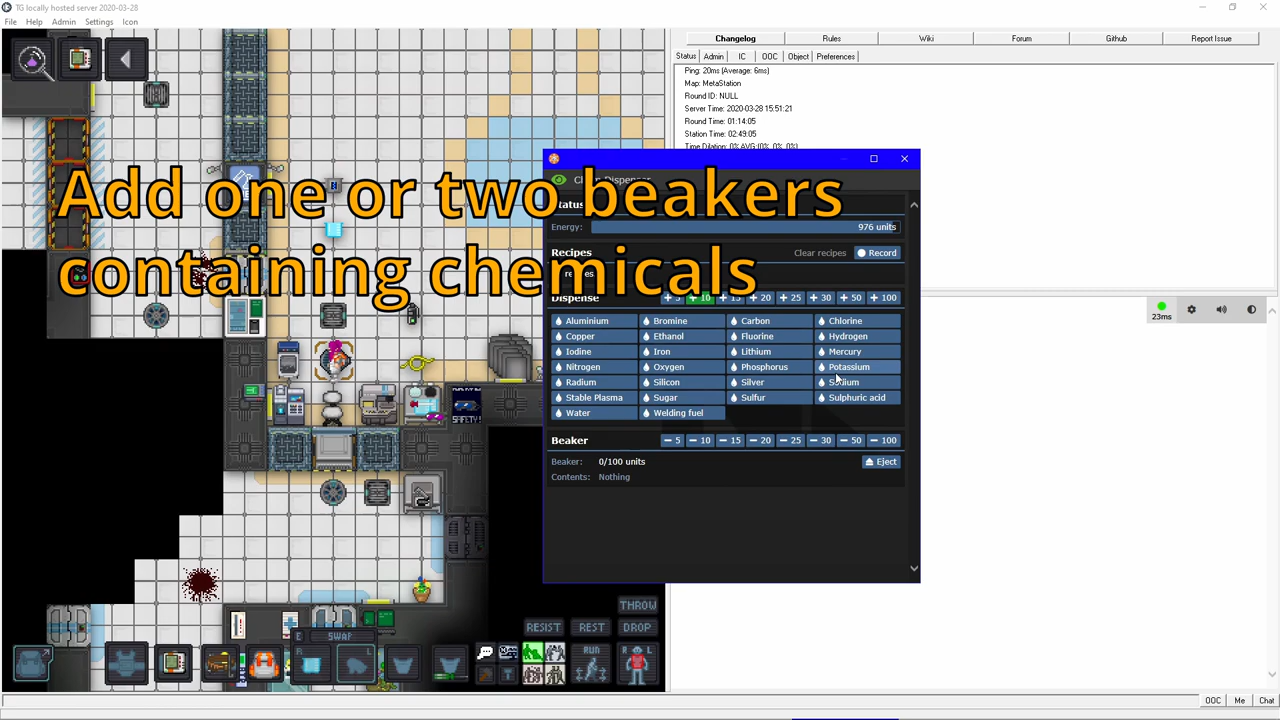 TG locally hosted server 2020-03-28
File Help Admin Settings Icon
Changelog Rules Wiki Forum Github Report Issue
Status Admin IC OOC Object Preferences
Ping: 20ms (Average: 6ms)
Map: MetaStation
Round ID: NULL
Server Time: 2020-03-28 15:51:21
Round Time: 01:14:05
Station Time: 02:49:05
Add one or two beakers
containing chemicals
Energy: 976 units
Recipes Clear recipes Record
recipes.
Dispense + 5 + 10 + 15 + 20 + 25 + 30 + 50 + 100
Aluminium Bromine Carbon Chlorine
Copper Ethanol Fluorine Hydrogen
Iodine Iron Lithium Mercury
Nitrogen Oxygen Phosphorus Potassium
Radium Silicon Silver Sodium
Stable Plasma Sugar Sulfur Sulphuric acid
Water Welding fuel
Beaker − 5 − 10 − 15 − 20 − 25 − 30 − 50 − 100
Beaker: 0/100 units Eject
Contents: Nothing
23ms
SAFETY!
THROW
RESIST REST DROP
E SWAP
R L
RUN
R L
OOC Me Chat